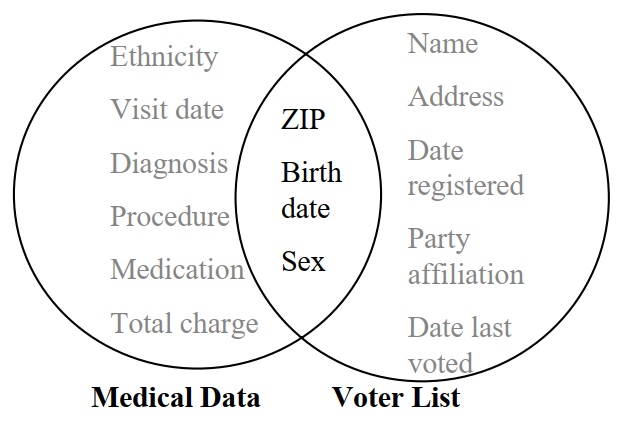 Ethnicity
Visit date
Diagnosis
Procedure
Medication
Total charge
ZIP
Birth
date
Sex
Name
Address
Date
registered
Party
affiliation
Date last
voted
Medical Data
Voter List